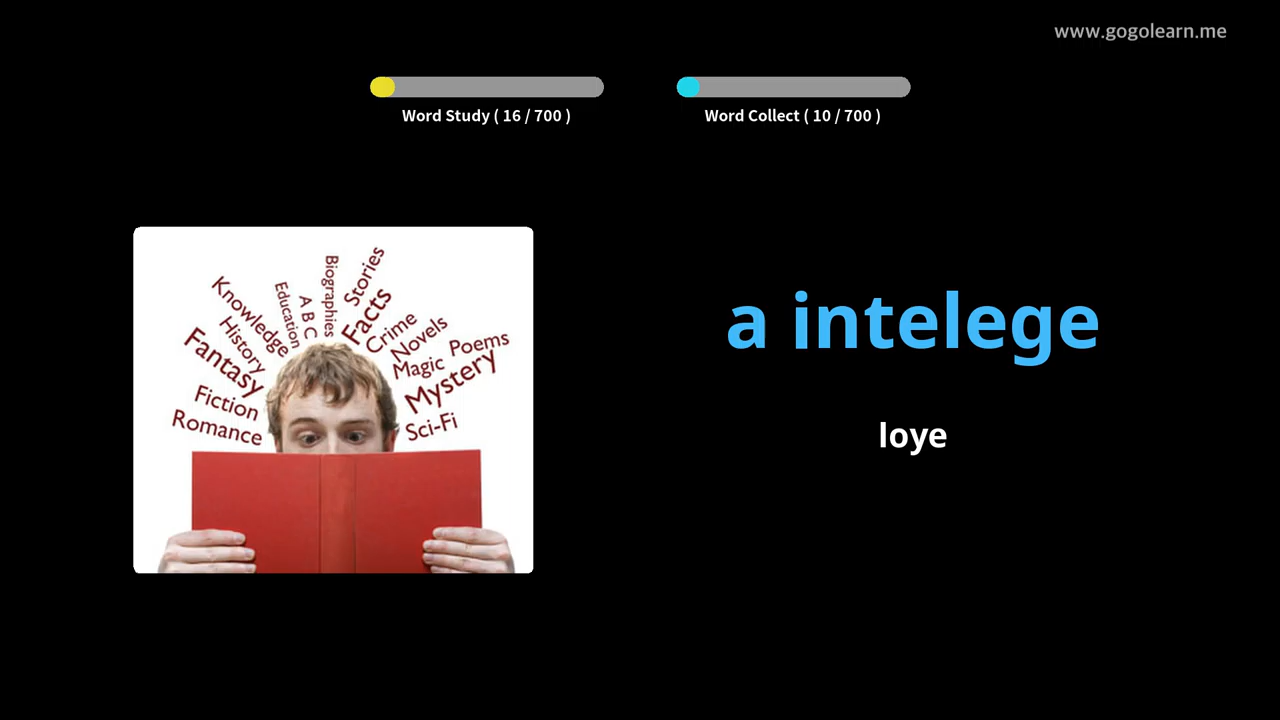 www.gogolearn.me
Word Study ( 16 / 700 )
Word Collect ( 10 / 700 )
Knowledge
History
Fantasy
Fiction
Romance
Education
A B C
Biographies
Stories
Facts
Crime
Novels
Magic
Poems
Mystery
Sci-Fi
a intelege
loye